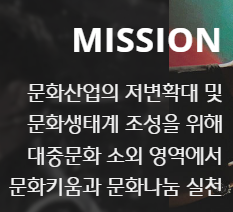 MISSION
문화산업의 저변확대 및
문화생태계 조성을 위해
대중문화 소외 영역에서
문화키움과 문화나눔 실천